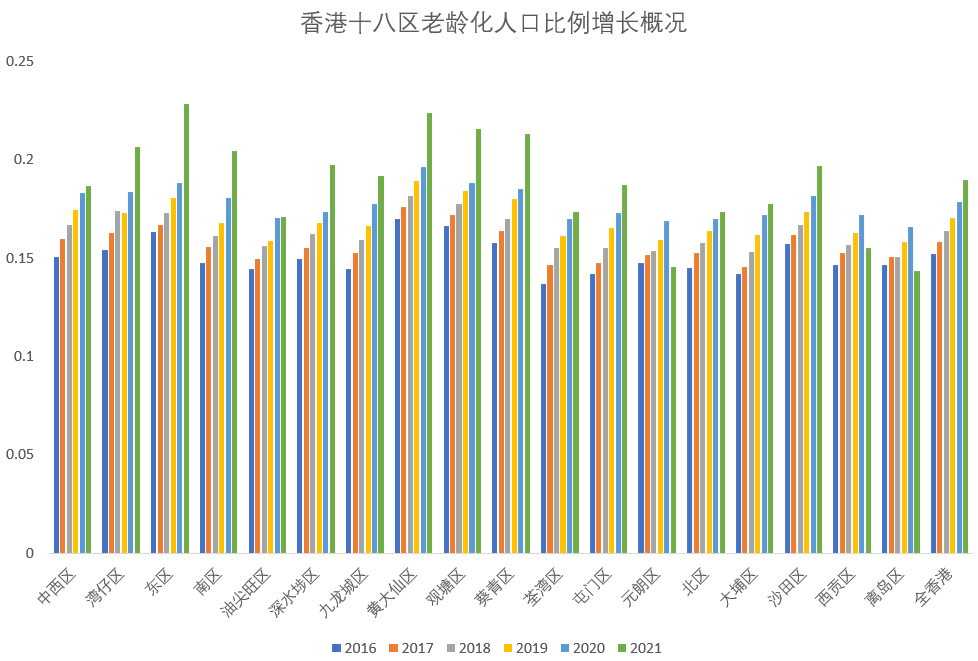 香港十八区老龄化人口比例增长概况
0.25
0.2
0.15
0.1
0.05
0
中西区
湾仔区
东区
南区
油尖旺区
深水埗区
九龙城区
黄大仙区
观塘区
葵青区
荃湾区
屯门区
元朗区
北区
大埔区
沙田区
西贡区
离岛区
全香港
2016 2017 2018 2019 2020 2021